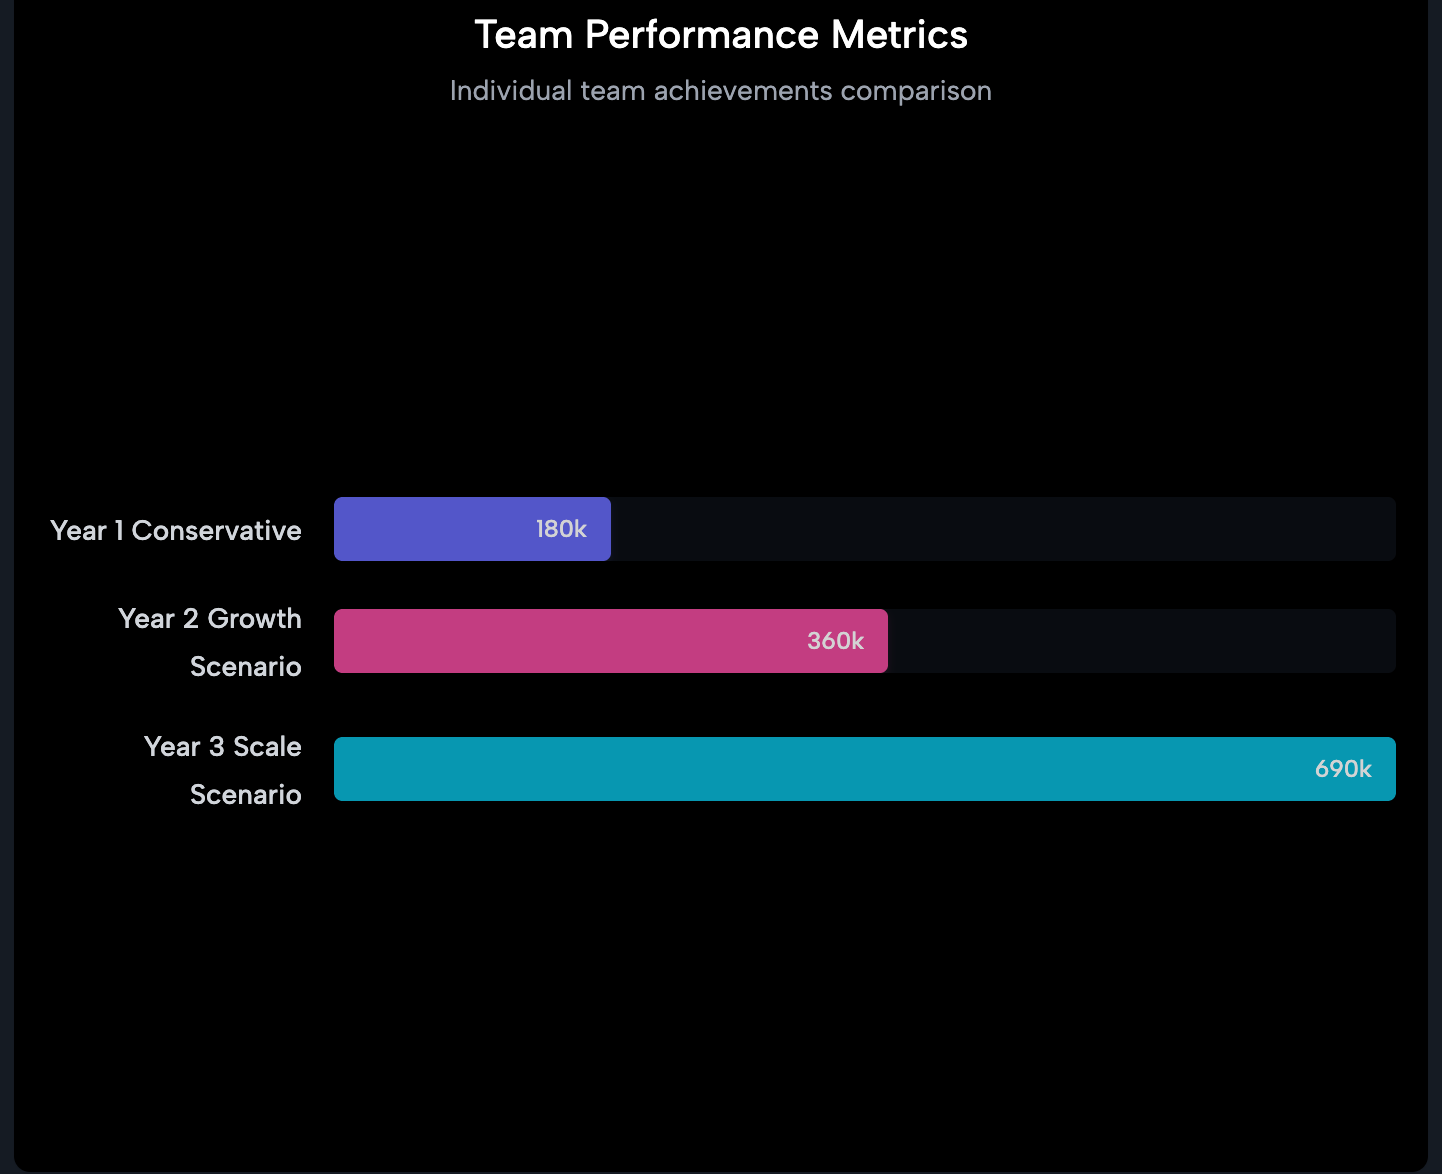 Team Performance Metrics
Individual team achievements comparison
Year 1 Conservative
180k
Year 2 Growth
Scenario
360k
Year 3 Scale
Scenario
690k